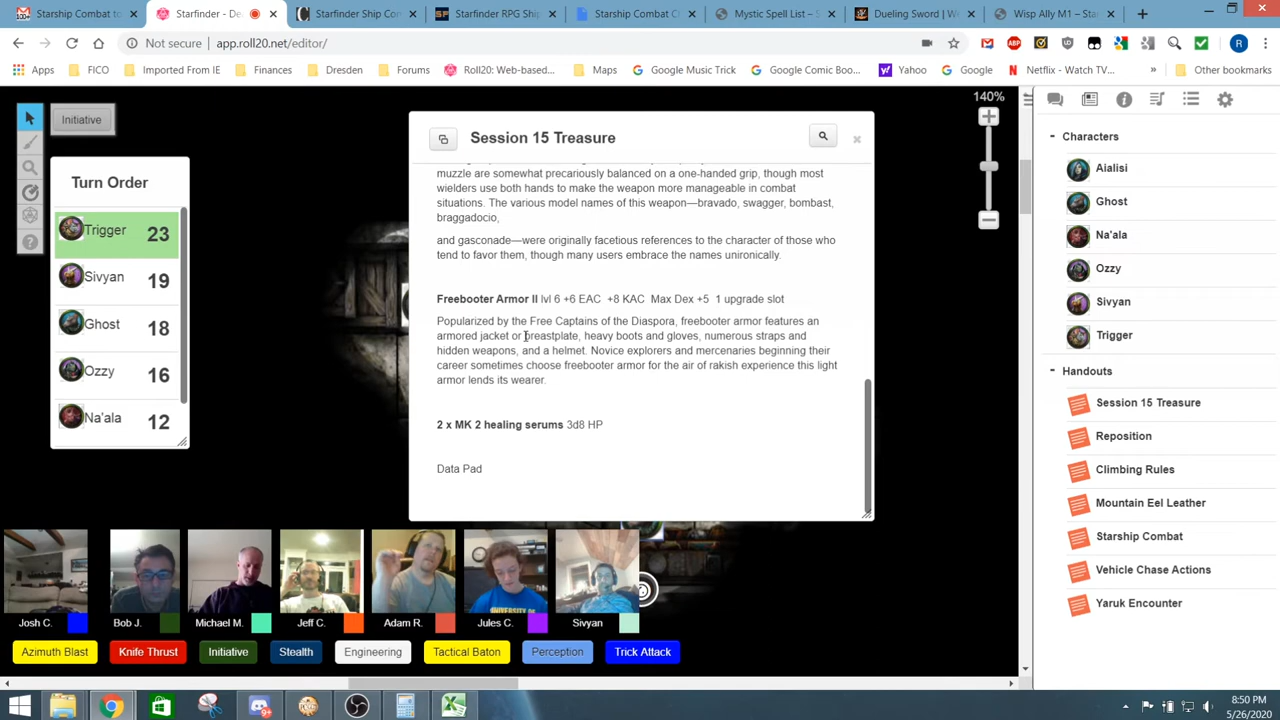 Starship Combat to
Starfinder - De
Starfinder Ship Con
Starfinder RPG Ship
Starship Combat C
Mystic Spell List – S
Dueling Sword | We
Wisp Ally M1 – Sta
Not secure | app.roll20.net/editor/
Apps
FICO
Imported From IE
Finances
Dresden
Forums
Roll20: Web-based...
Maps
Google Music Trick
Google Comic Boo...
Yahoo
Google
Netflix - Watch TV...
Other bookmarks
Initiative
140%
Turn Order
Trigger 23
Sivyan 19
Ghost 18
Ozzy 16
Na'ala 12
Session 15 Treasure
muzzle are somewhat precariously balanced on a one-handed grip, though most
wielders use both hands to make the weapon more manageable in combat
situations. The various model names of this weapon—bravado, swagger, bombast,
braggadocio,
and gasconade—were originally facetious references to the character of those who
tend to favor them, though many users embrace the names unironically.
Freebooter Armor II lvl 6 +6 EAC +8 KAC Max Dex +5 1 upgrade slot
Popularized by the Free Captains of the Diaspora, freebooter armor features an
armored jacket or breastplate, heavy boots and gloves, numerous straps and
hidden weapons, and a helmet. Novice explorers and mercenaries beginning their
career sometimes choose freebooter armor for the air of rakish experience this light
armor lends its wearer.
2 x MK 2 healing serums 3d8 HP
Data Pad
Characters
Aialisi
Ghost
Na'ala
Ozzy
Sivyan
Trigger
Handouts
Session 15 Treasure
Reposition
Climbing Rules
Mountain Eel Leather
Starship Combat
Vehicle Chase Actions
Yaruk Encounter
Josh C.
Bob J.
Michael M.
Jeff C.
Adam R.
Jules C.
Sivyan
Azimuth Blast
Knife Thrust
Initiative
Stealth
Engineering
Tactical Baton
Perception
Trick Attack
8:50 PM
5/26/2020